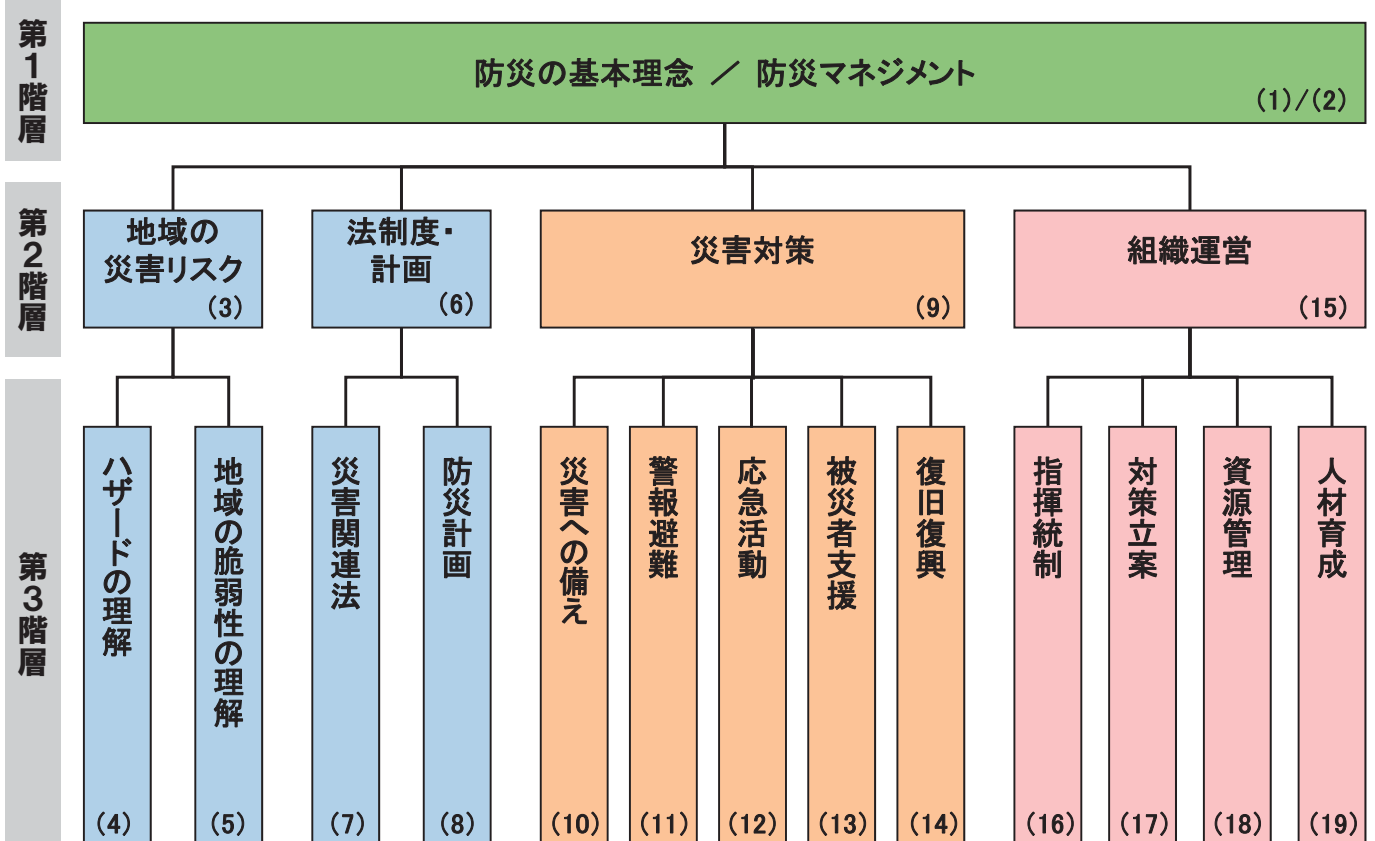 第1階層
防災の基本理念 ／ 防災マネジメント
(1)/(2)
第2階層
地域の
災害リスク
(3)
法制度・
計画
(6)
災害対策
(9)
組織運営
(15)
第3階層
ハザードの理解
(4)
地域の脆弱性の理解
(5)
災害関連法
(7)
防災計画
(8)
災害への備え
(10)
警報避難
(11)
応急活動
(12)
被災者支援
(13)
復旧復興
(14)
指揮統制
(16)
対策立案
(17)
資源管理
(18)
人材育成
(19)